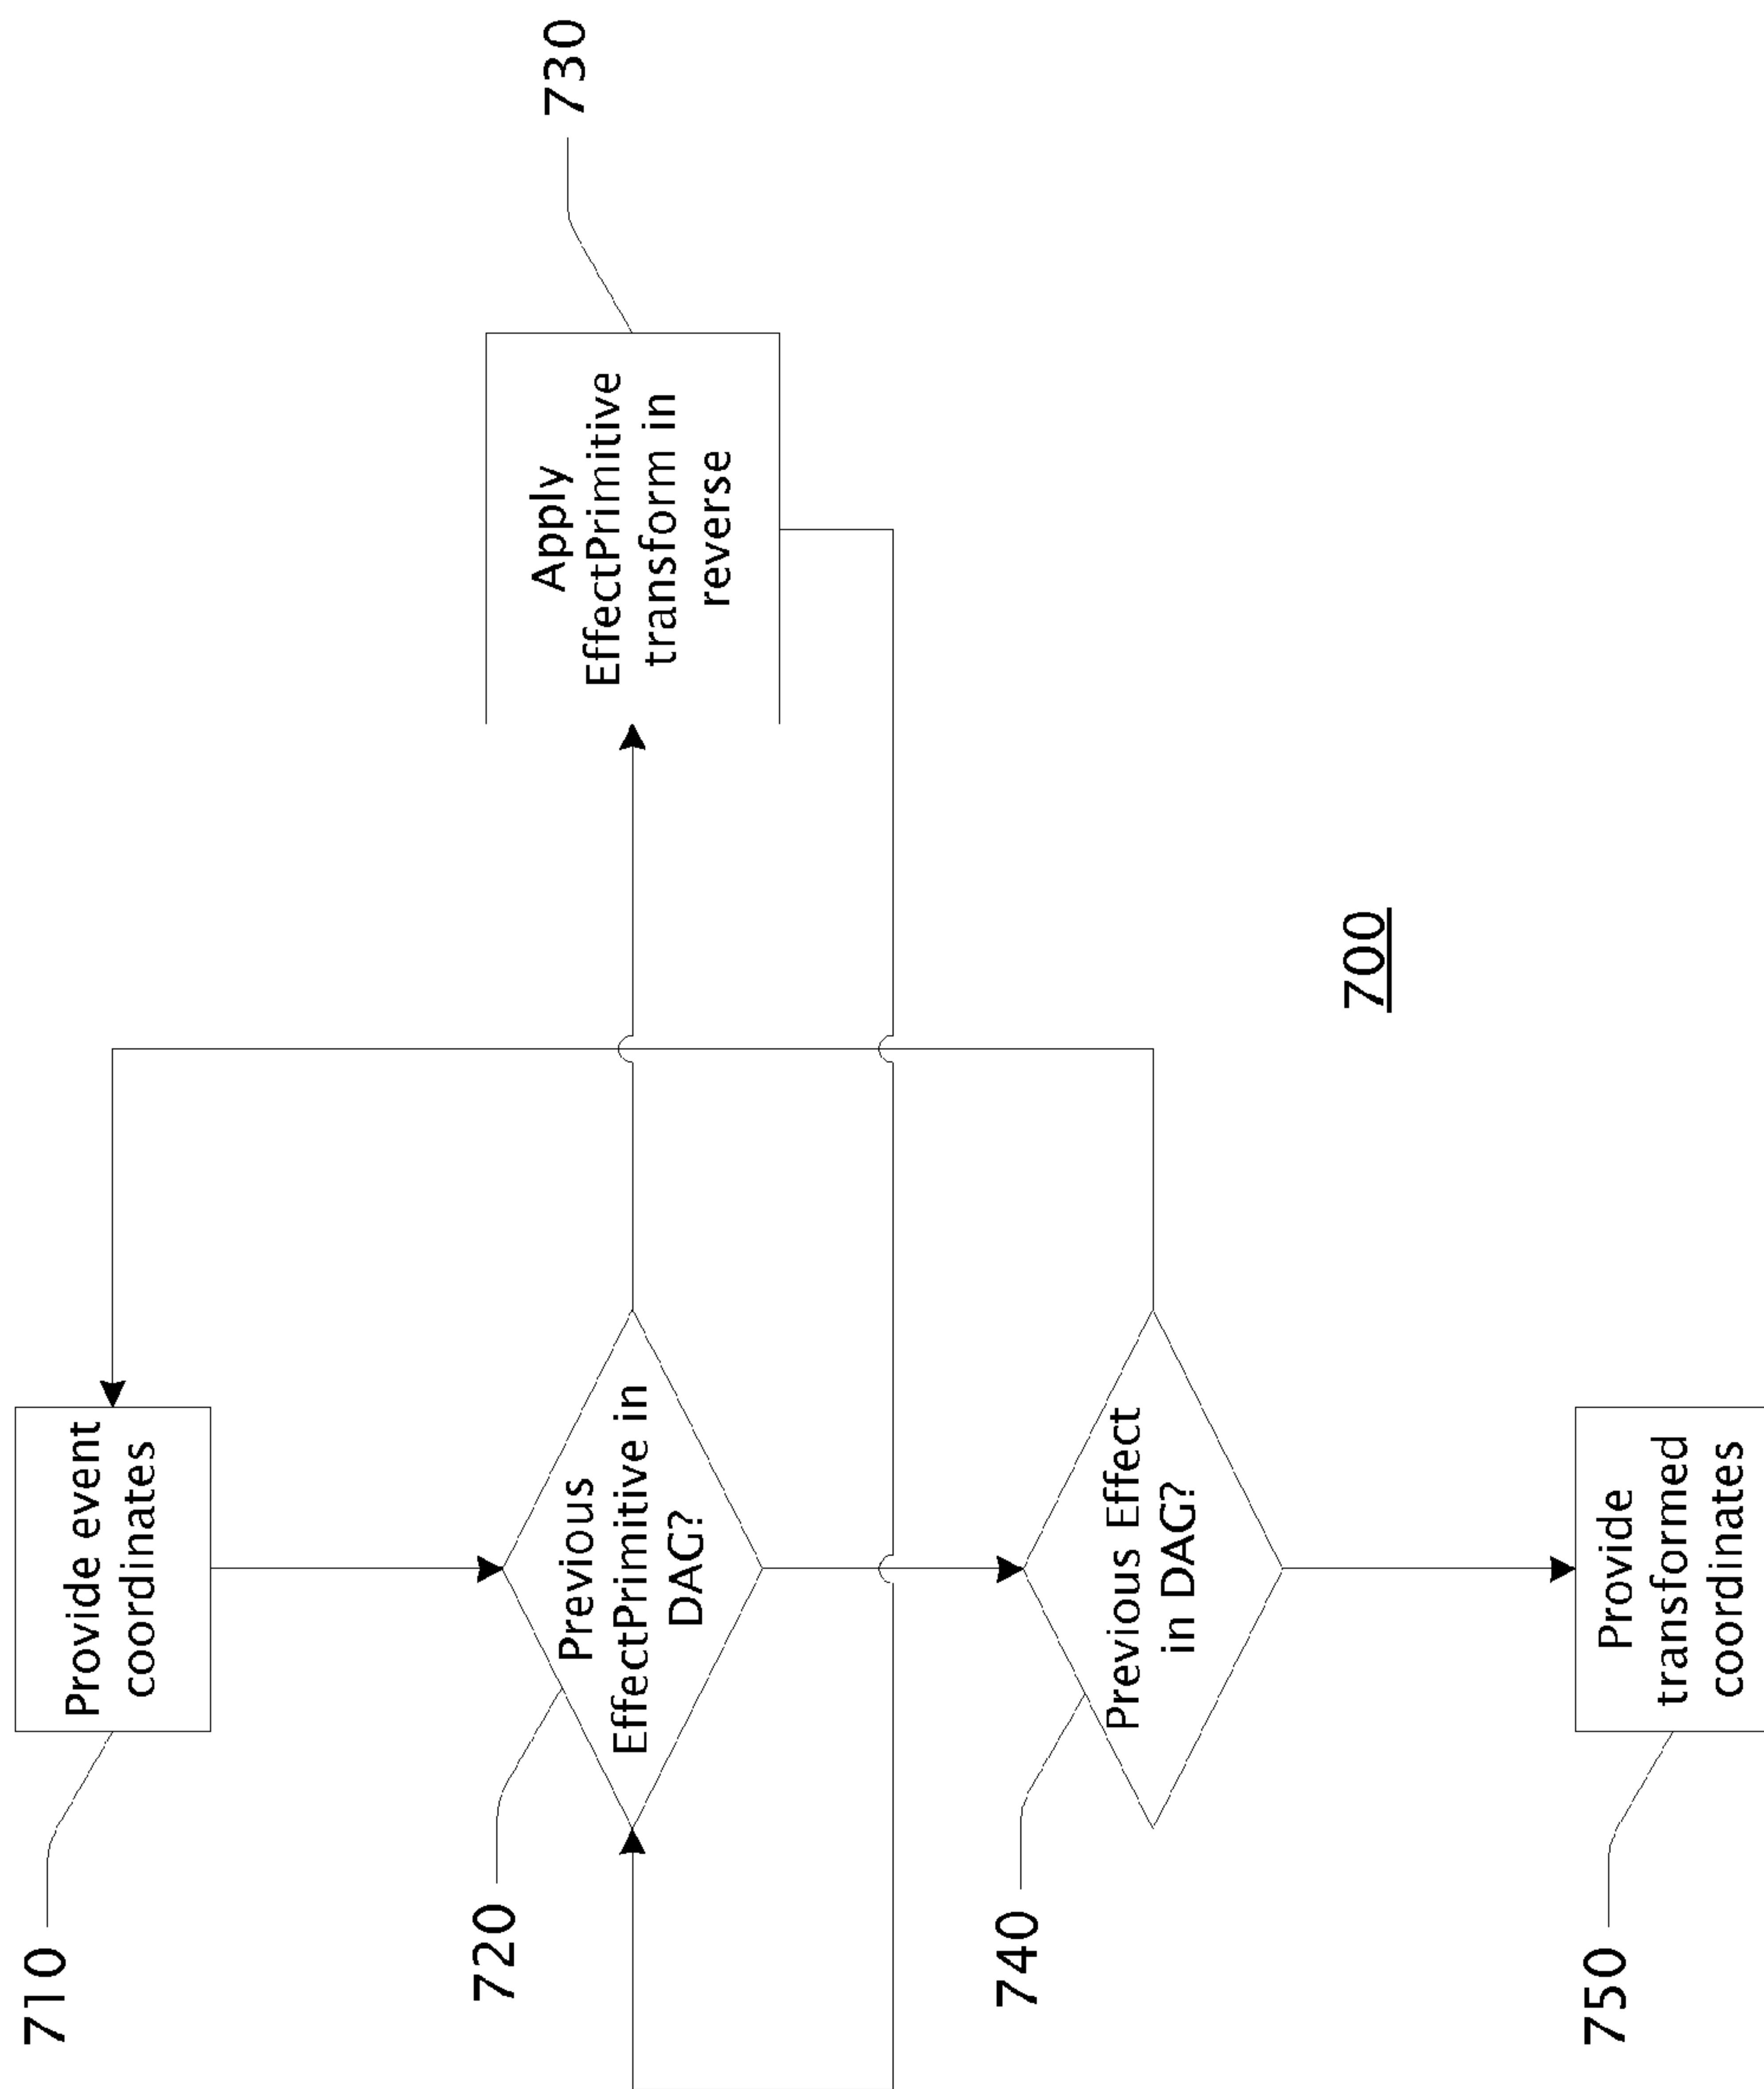 710
Provide event
coordinates
720
Previous
EffectPrimitive in
DAG?
730
Apply
EffectPrimitive
transform in
reverse
740
Previous Effect
in DAG?
750
Provide
transformed
coordinates
700